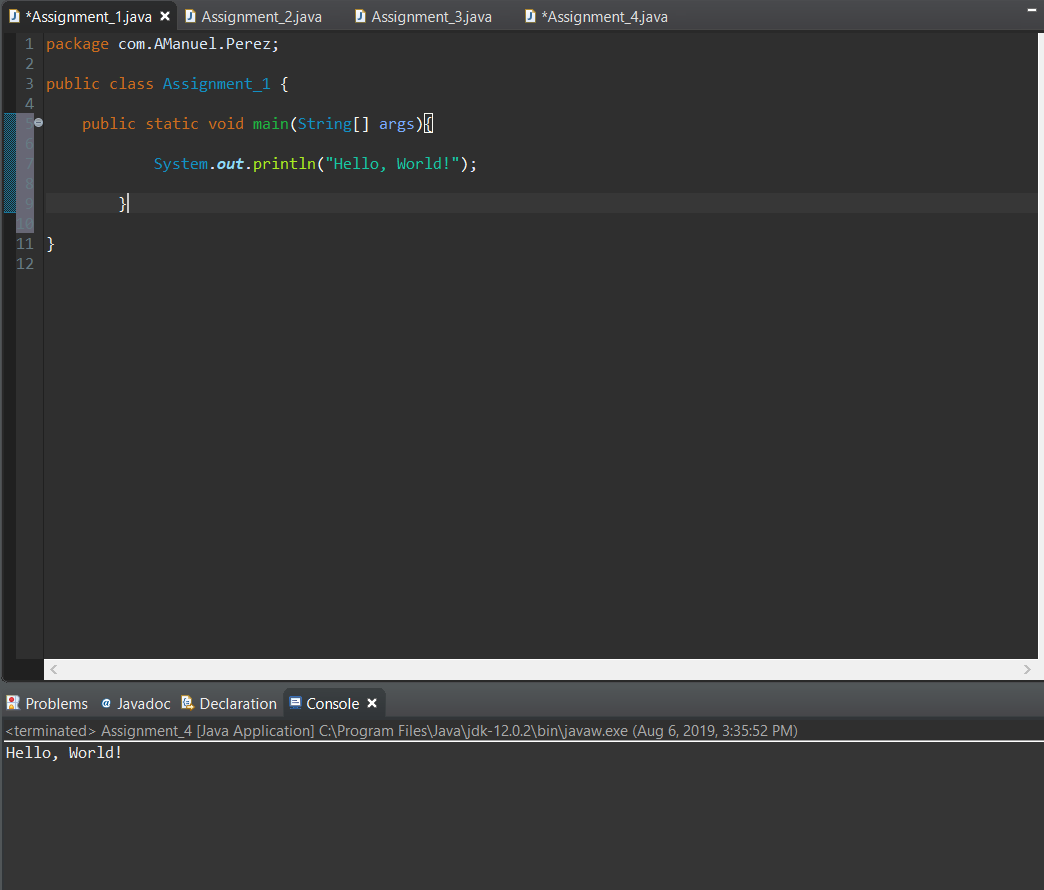 *Assignment_1.java Assignment_2.java Assignment_3.java *Assignment_4.java
1 package com.AManuel.Perez;
2
3 public class Assignment_1 {
4
5 public static void main(String[] args){
6
7 System.out.println("Hello, World!");
8
9 }
10
11 }
12
Problems @ Javadoc Declaration Console
<terminated> Assignment_4 [Java Application] C:\Program Files\Java\jdk-12.0.2\bin\javaw.exe (Aug 6, 2019, 3:35:52 PM)
Hello, World!